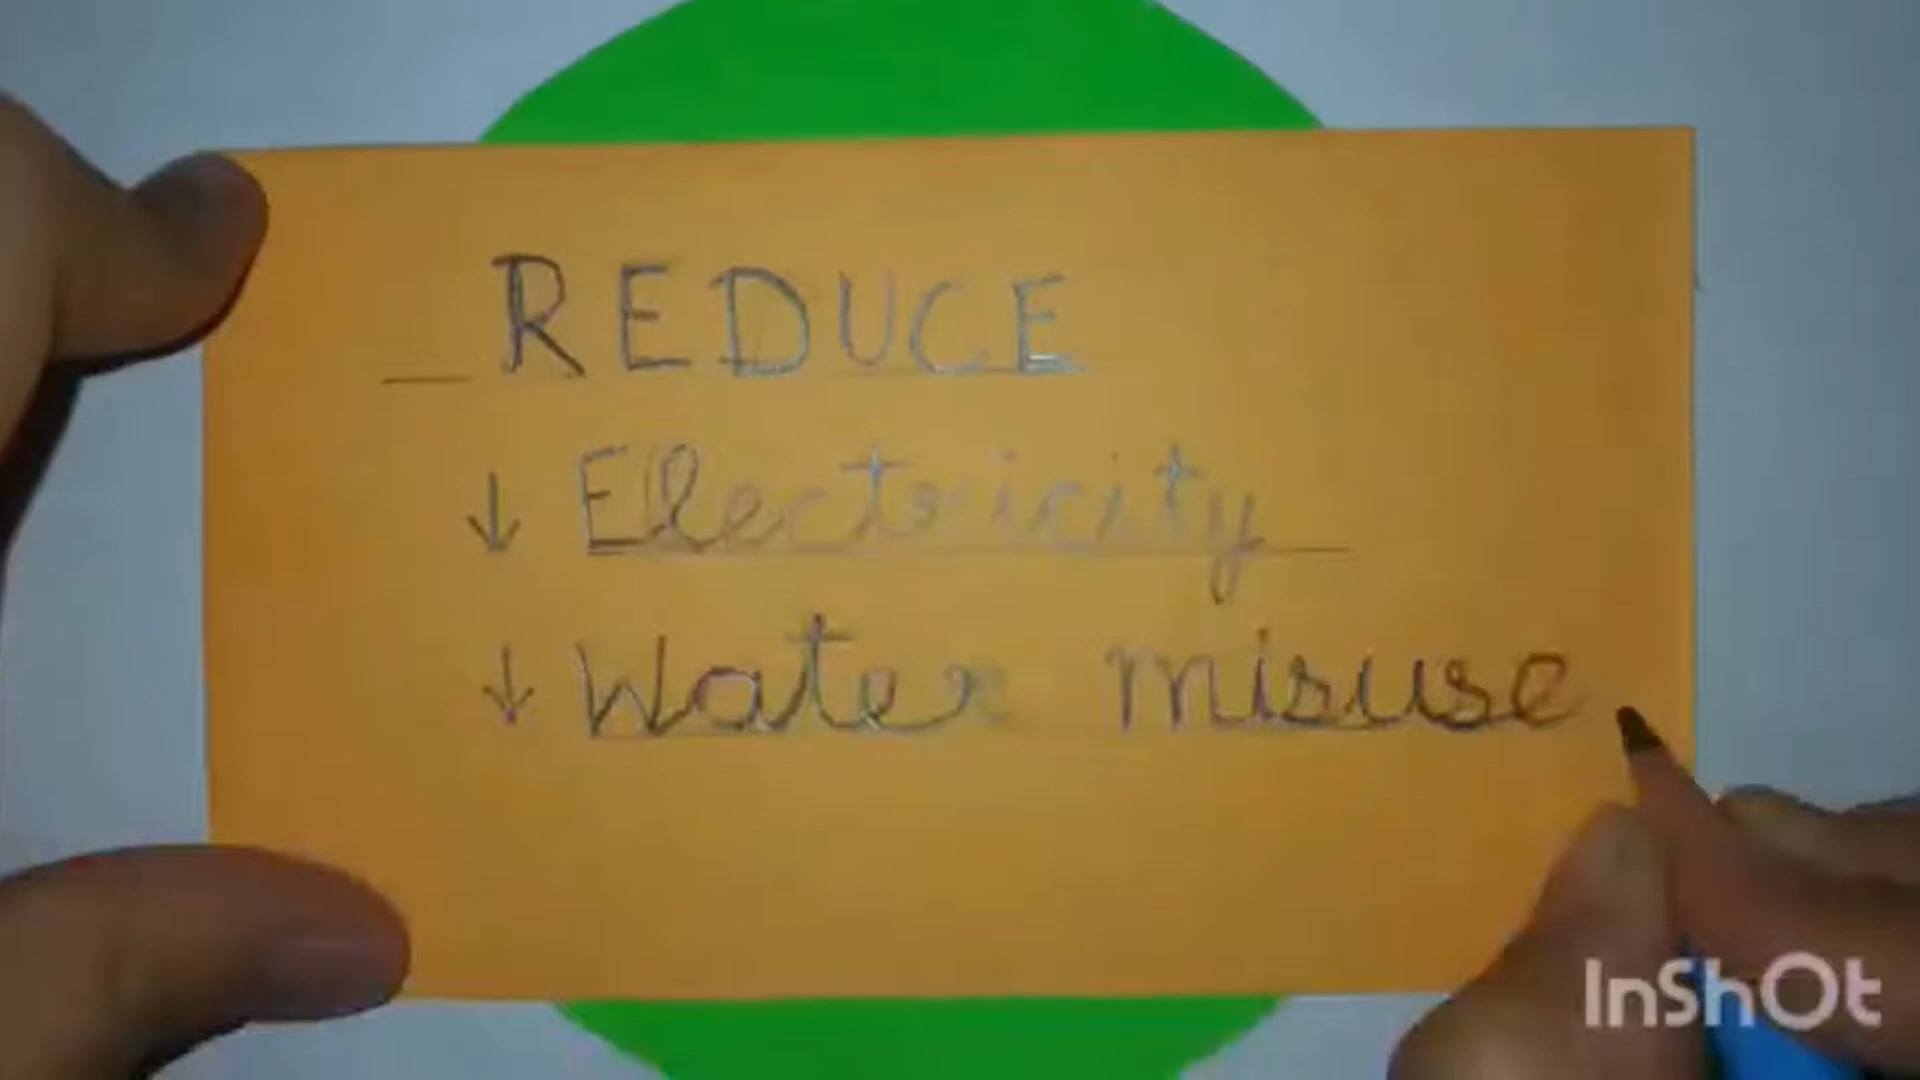 REDUCE
↓ Electricity
↓ Water misuse
InShOt